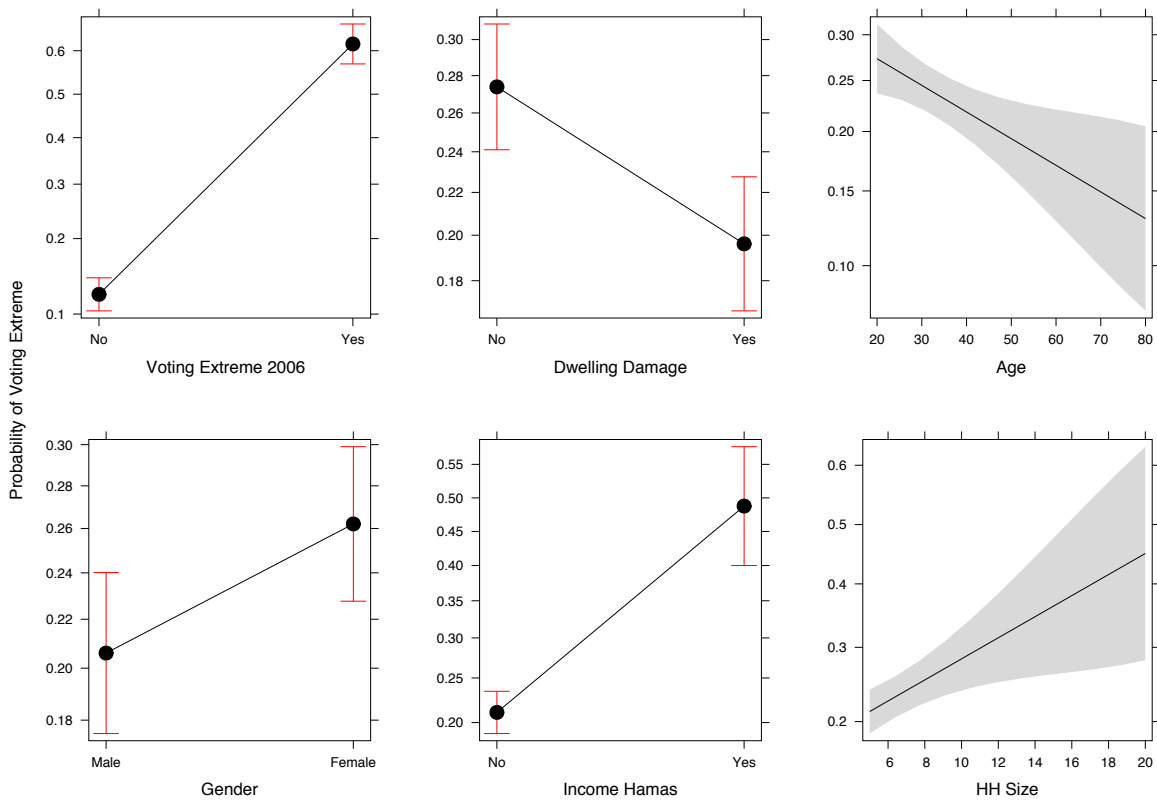 Probability of Voting Extreme
0.6
0.5
0.4
0.3
0.2
0.1
No Yes
Voting Extreme 2006
0.30
0.28
0.26
0.24
0.22
0.20
0.18
No Yes
Dwelling Damage
0.30
0.25
0.20
0.15
0.10
20 30 40 50 60 70 80
Age
0.30
0.28
0.26
0.24
0.22
0.20
0.18
Male Female
Gender
0.55
0.50
0.45
0.40
0.35
0.30
0.25
0.20
No Yes
Income Hamas
0.6
0.5
0.4
0.3
0.2
6 8 10 12 14 16 18 20
HH Size